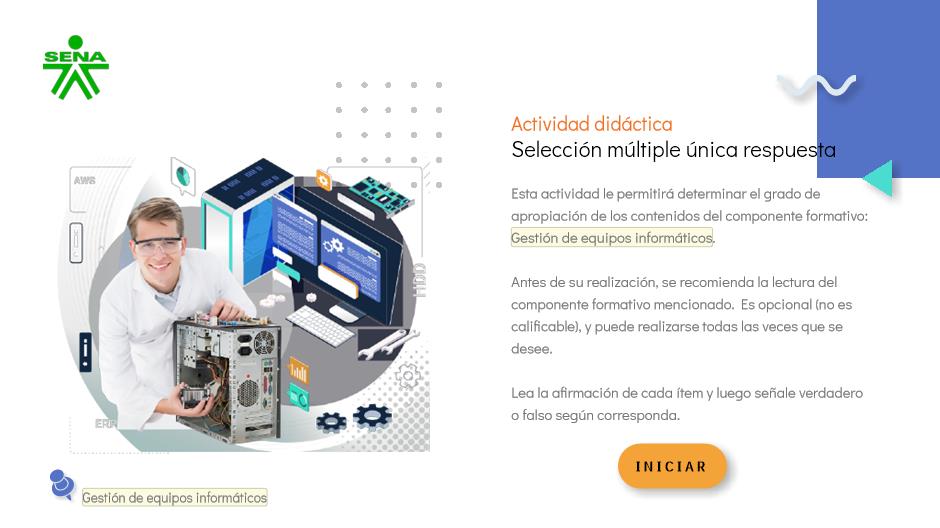 SENA
Actividad didáctica
Selección múltiple única respuesta
Esta actividad le permitirá determinar el grado de
apropiación de los contenidos del componente formativo:
Gestión de equipos informáticos.
Antes de su realización, se recomienda la lectura del
componente formativo mencionado. Es opcional (no es
calificable), y puede realizarse todas las veces que se
desee.
Lea la afirmación de cada ítem y luego señale verdadero
o falso según corresponda.
INICIAR
AWS
HDD
ERP
Gestión de equipos informáticos